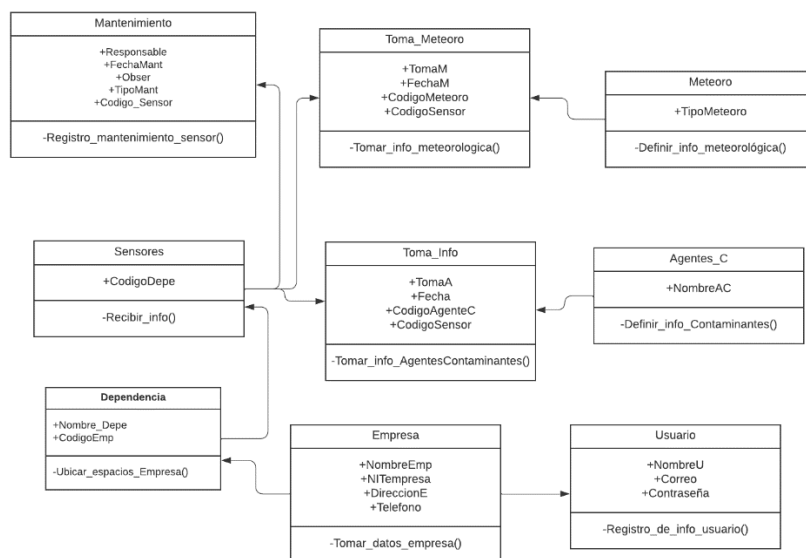 Mantenimiento
+Responsable
+FechaMant
+Obser
+TipoMant
+Codigo_Sensor
-Registro_mantenimiento_sensor()
Toma_Meteoro
+TomaM
+FechaM
+CodigoMeteoro
+CodigoSensor
-Tomar_info_meteorologica()
Meteoro
+TipoMeteoro
-Definir_info_meteorológica()
Sensores
+CodigoDepe
-Recibir_info()
Toma_Info
+TomaA
+Fecha
+CodigoAgenteC
+CodigoSensor
-Tomar_info_AgentesContaminantes()
Agentes_C
+NombreAC
-Definir_info_Contaminantes()
Dependencia
+Nombre_Depe
+CodigoEmp
-Ubicar_espacios_Empresa()
Empresa
+NombreEmp
+NITempresa
+DireccionE
+Telefono
-Tomar_datos_empresa()
Usuario
+NombreU
+Correo
+Contraseña
-Registro_de_info_usuario()